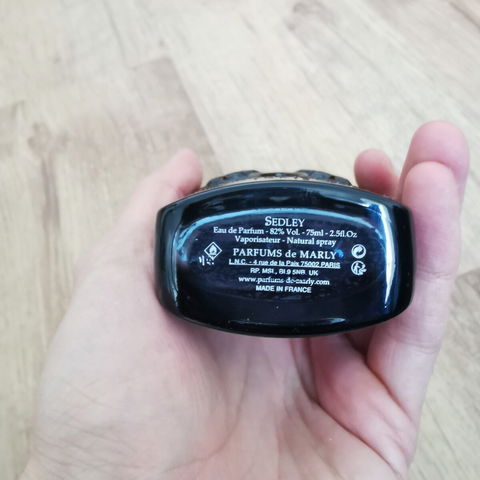 SEDLEY
Eau de Parfum - 82% Vol. - 75ml - 2.5fl.Oz
Vaporisateur - Natural spray
PARFUMS de MARLY
L.N.C. - 4 rue de la Paix 75002 PARIS
RP. MSL, BL9 5NR UK
www.parfums-de-marly.com
MADE IN FRANCE